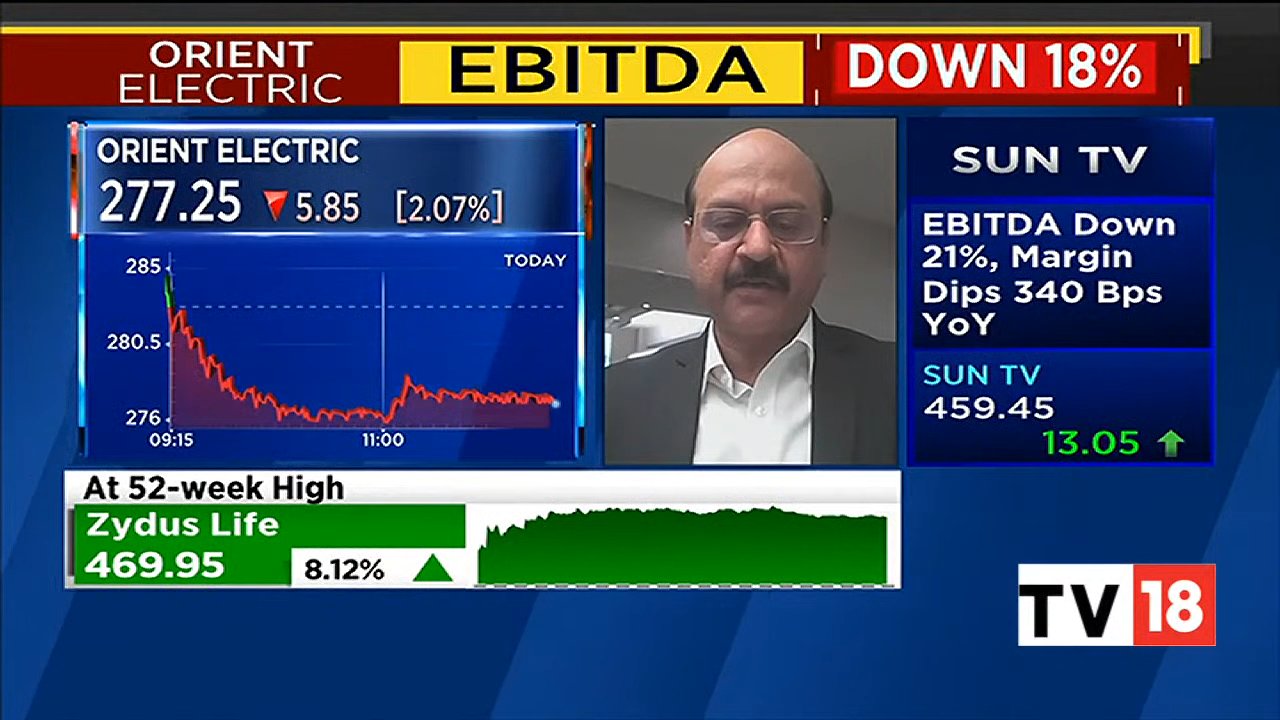 ORIENT
ELECTRIC
EBITDA
DOWN 18%
ORIENT ELECTRIC
277.25 5.85 [2.07%]
TODAY
285
280.5
276
09:15 11:00
SUN TV
EBITDA Down
21%, Margin
Dips 340 Bps
YoY
SUN TV
459.45
13.05
At 52-week High
Zydus Life
469.95
8.12%
TV18